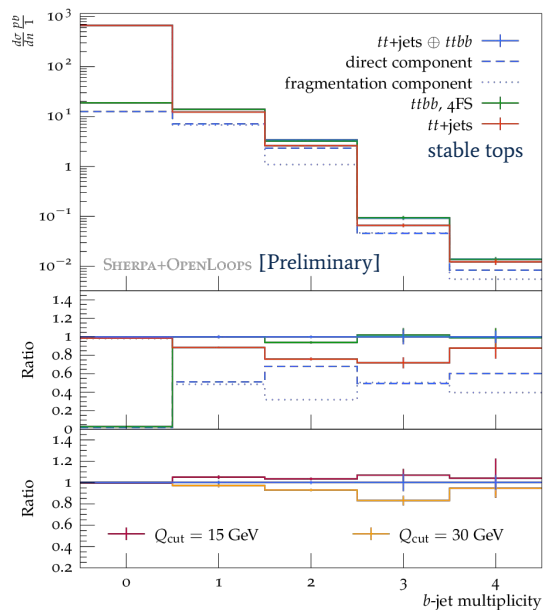 dσ/dn pb/1
tt+jets ⊕ ttbb
direct component
fragmentation component
ttbb, 4FS
tt+jets
stable tops
10³
10²
10¹
1
10⁻¹
10⁻²
SHERPA+OPENLOOPS [Preliminary]
Ratio
1.4
1.2
1
0.8
0.6
0.4
0.2
0
Ratio
1.4
1.2
1
0.8
0.6
0.4
0.2
Qcut = 15 GeV
Qcut = 30 GeV
0 1 2 3 4
b-jet multiplicity